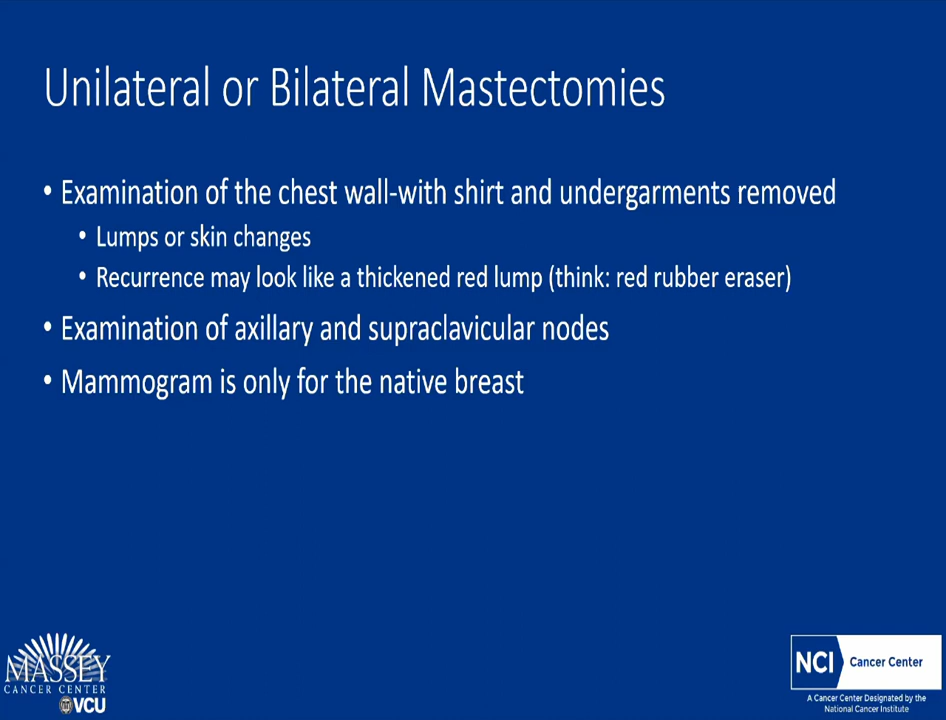 Unilateral or Bilateral Mastectomies
• Examination of the chest wall-with shirt and undergarments removed
• Lumps or skin changes
• Recurrence may look like a thickened red lump (think: red rubber eraser)
• Examination of axillary and supraclavicular nodes
• Mammogram is only for the native breast
MASSEY
CANCER CENTER
VCU
NCI Cancer Center
A Cancer Center Designated by the
National Cancer Institute